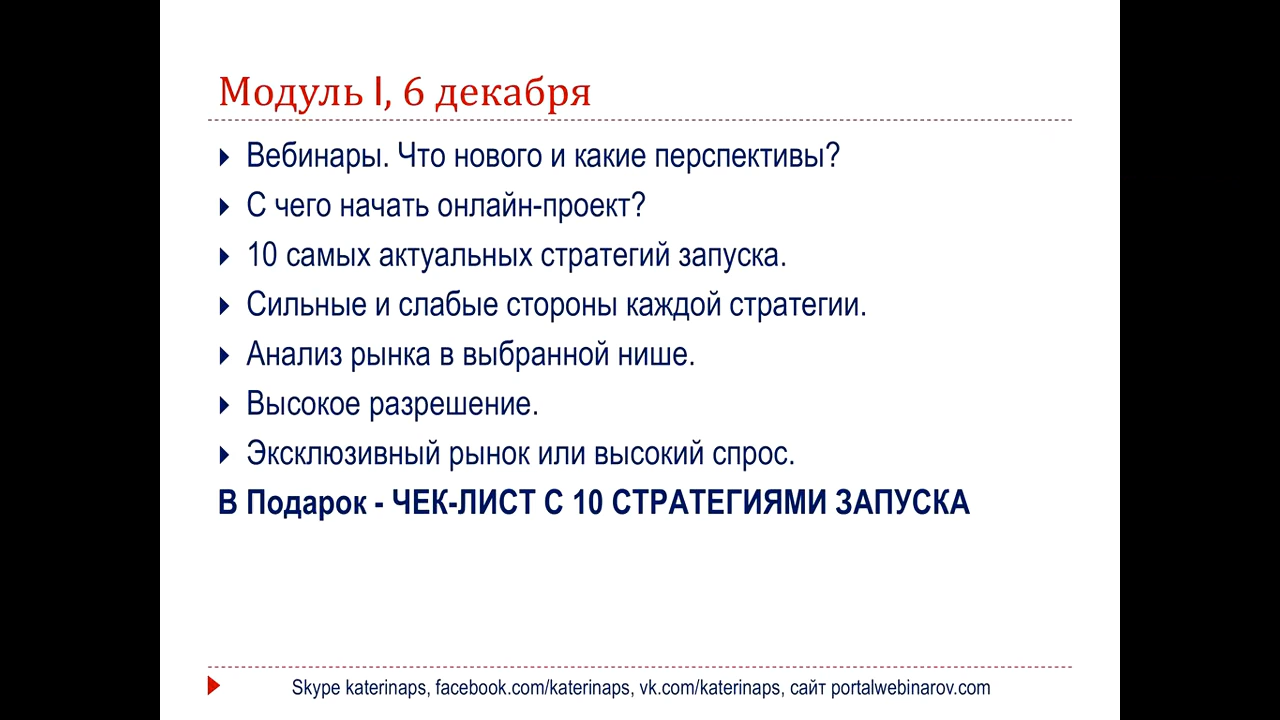 Модуль I, 6 декабря
Вебинары. Что нового и какие перспективы?
С чего начать онлайн-проект?
10 самых актуальных стратегий запуска.
Сильные и слабые стороны каждой стратегии.
Анализ рынка в выбранной нише.
Высокое разрешение.
Эксклюзивный рынок или высокий спрос.
В Подарок - ЧЕК-ЛИСТ С 10 СТРАТЕГИЯМИ ЗАПУСКА
Skype katerinaps, facebook.com/katerinaps, vk.com/katerinaps, сайт portalwebinarov.com